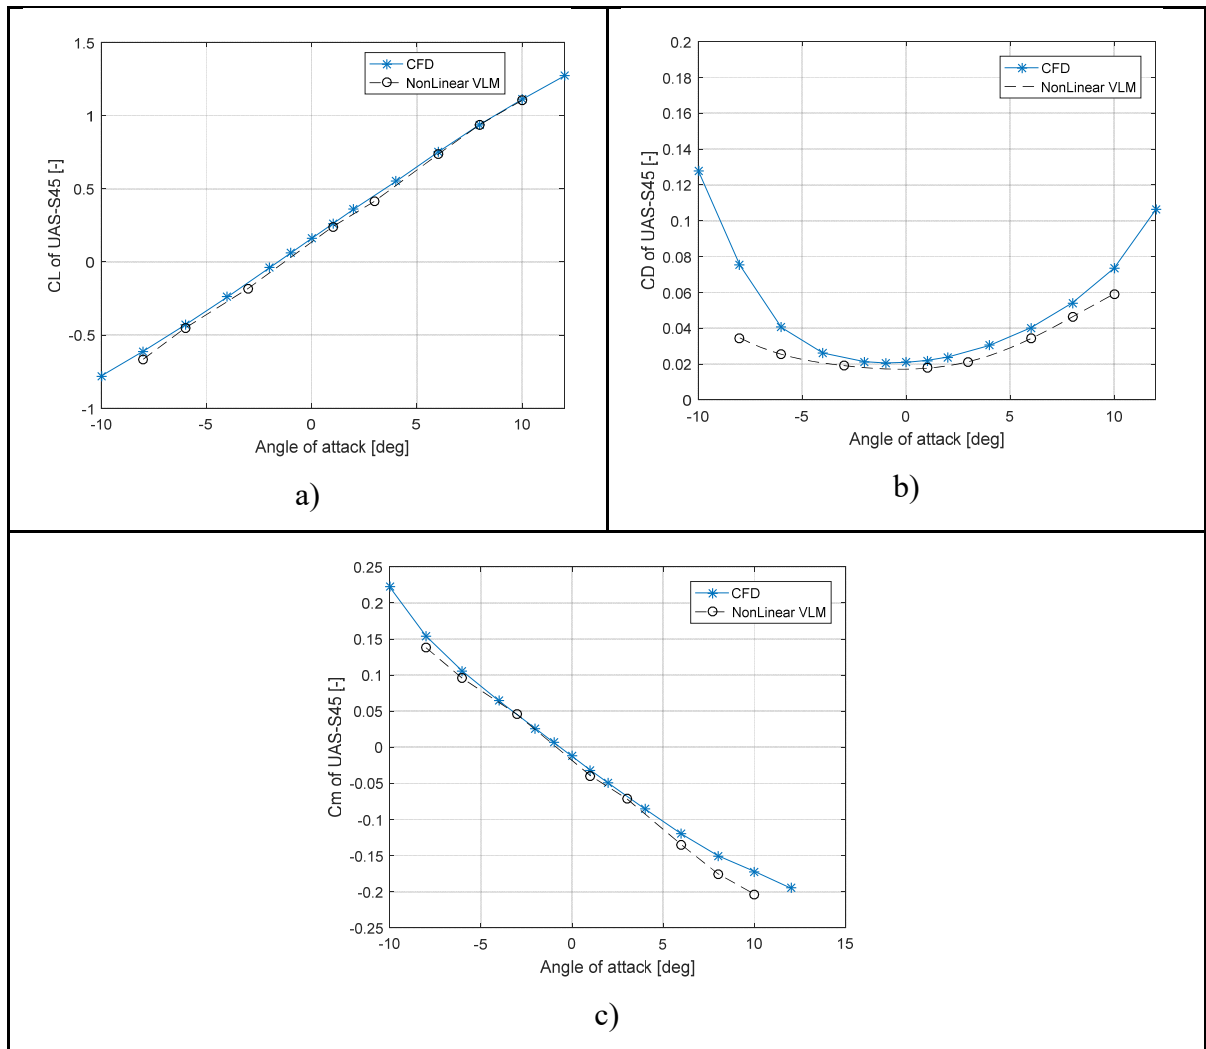 1.5
1
0.5
0
-0.5
-1
CL of UAS-S45 [-]
CFD
NonLinear VLM
-10 -5 0 5 10
Angle of attack [deg]
a)
0.2
0.18
0.16
0.14
0.12
0.1
0.08
0.06
0.04
0.02
0
CD of UAS-S45 [-]
CFD
NonLinear VLM
-10 -5 0 5 10
Angle of attack [deg]
b)
0.25
0.2
0.15
0.1
0.05
0
-0.05
-0.1
-0.15
-0.2
-0.25
Cm of UAS-S45 [-]
CFD
NonLinear VLM
-10 -5 0 5 10 15
Angle of attack [deg]
c)